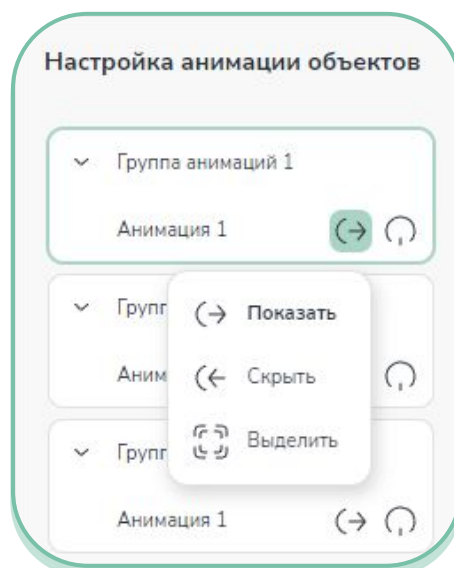 Настройка анимации объектов
Группа анимаций 1
Анимация 1
Показать
Скрыть
Выделить
Анимация 1